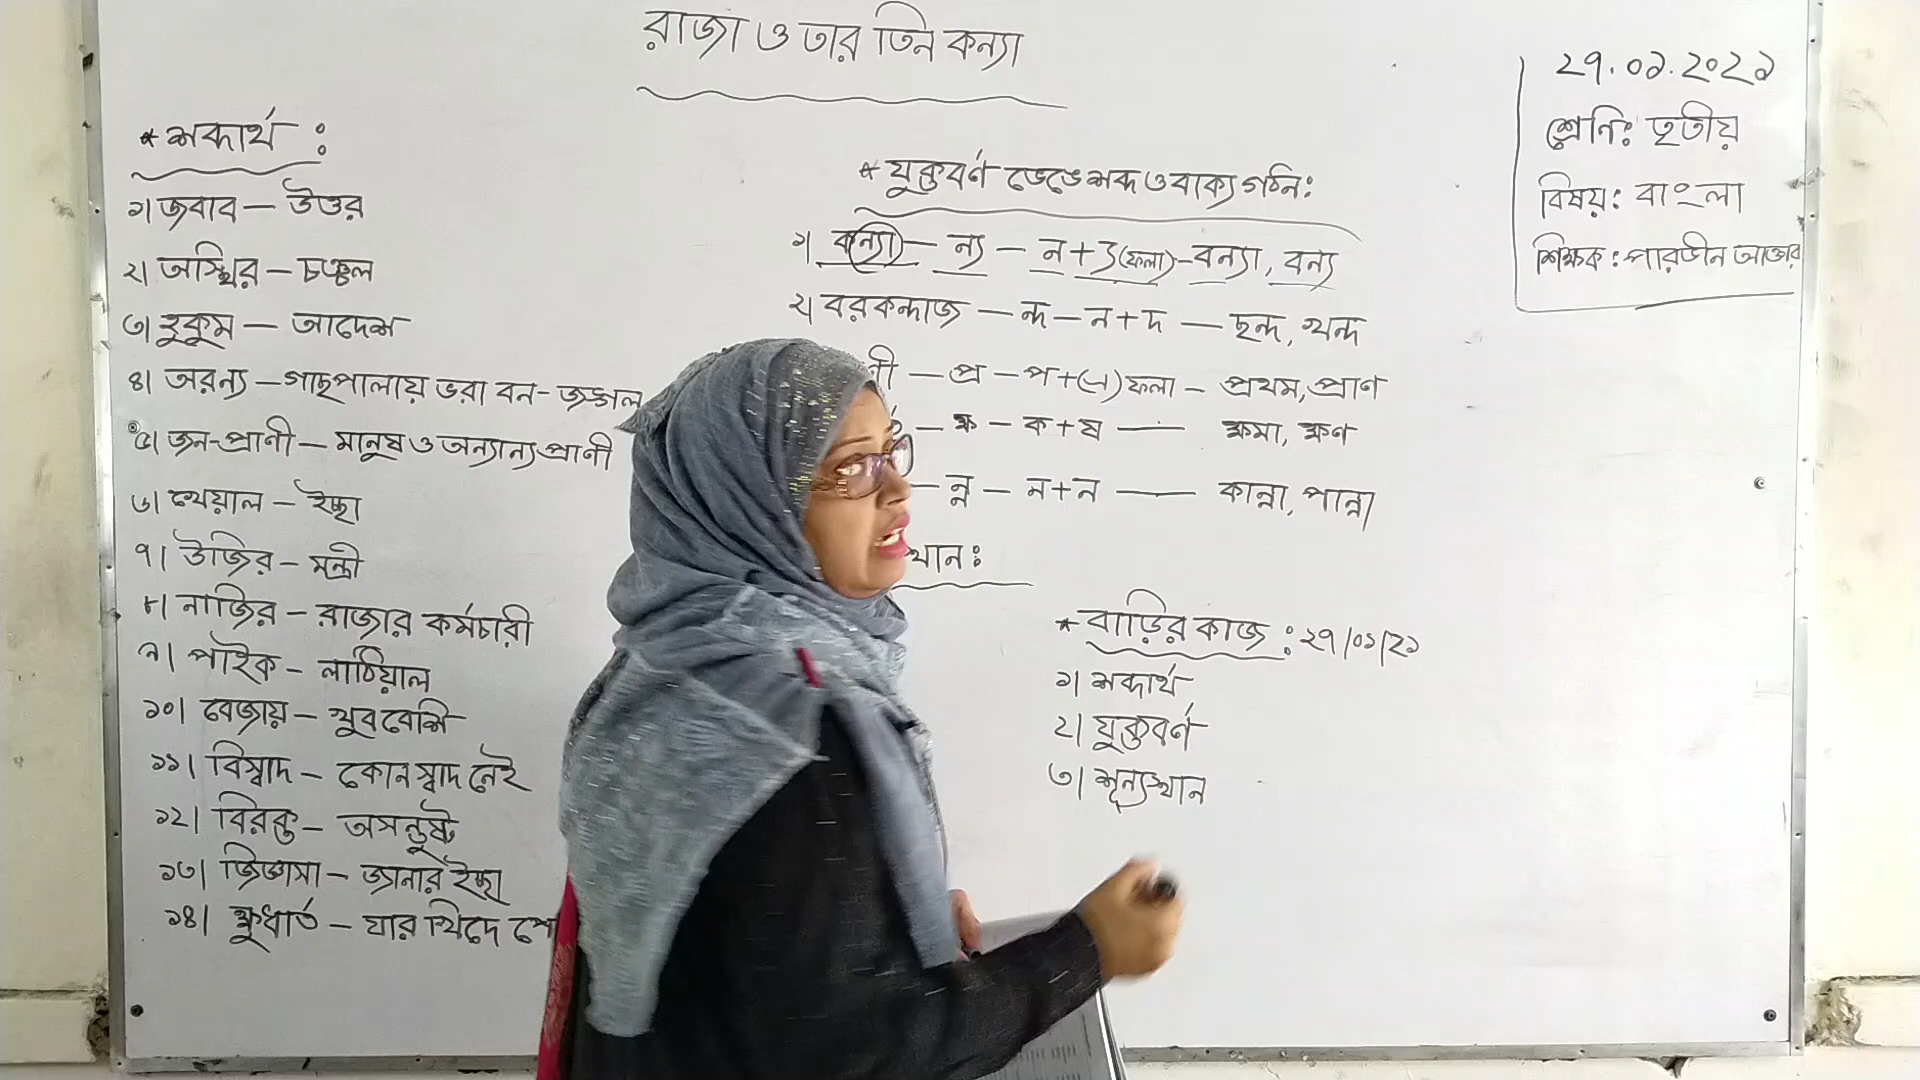 রাজা ও তার তিন কন্যা
২৭.০১.২০২১
শ্রেণি: তৃতীয়
বিষয়: বাংলা
শিক্ষক: পারভীন আক্তার
* শব্দার্থ :
১। জবাব — উত্তর
২। অস্থির — চঞ্চল
৩। হুকুম — আদেশ
৪। অরন্য — গাছপালায় ভরা বন-জঙ্গল
৫। জন-প্রাণী — মানুষ ও অন্যান্য প্রাণী
৬। খেয়াল — ইচ্ছা
৭। উজির — মন্ত্রী
৮। নাজির — রাজার কর্মচারী
৯। পাইক — লাঠিয়াল
১০। বেজায় — খুব বেশি
১১। বিস্বাদ — কোন স্বাদ নেই
১২। বিরক্ত — অসন্তুষ্ট
১৩। জিজ্ঞাসা — জানার ইচ্ছা
১৪। ক্ষুধার্ত — যার খিদে পে
* যুক্তবর্ণ ভেঙে শব্দ ও বাক্য গঠন:
১। কন্যা — ন্য — ন + ্য (ফলা) — বন্যা, বন্য
২। বরকন্দাজ — ন্দ — ন + দ — ছন্দ, খন্দ
ণী — প্র — প + (্র) ফলা — প্রথম, প্রাণ
— ক্ষ — ক + ষ — ক্ষমা, ক্ষণ
— ন্ন — ন + ন — কান্না, পান্না
থান:
* বাড়ির কাজ : ২৭/০১/২১
১। শব্দার্থ
২। যুক্তবর্ণ
৩। শূন্যস্থান